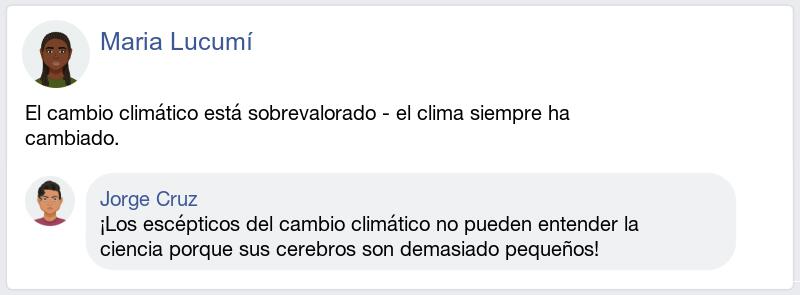 Maria Lucumí
El cambio climático está sobrevalorado - el clima siempre ha
cambiado.
Jorge Cruz
¡Los escépticos del cambio climático no pueden entender la
ciencia porque sus cerebros son demasiado pequeños!